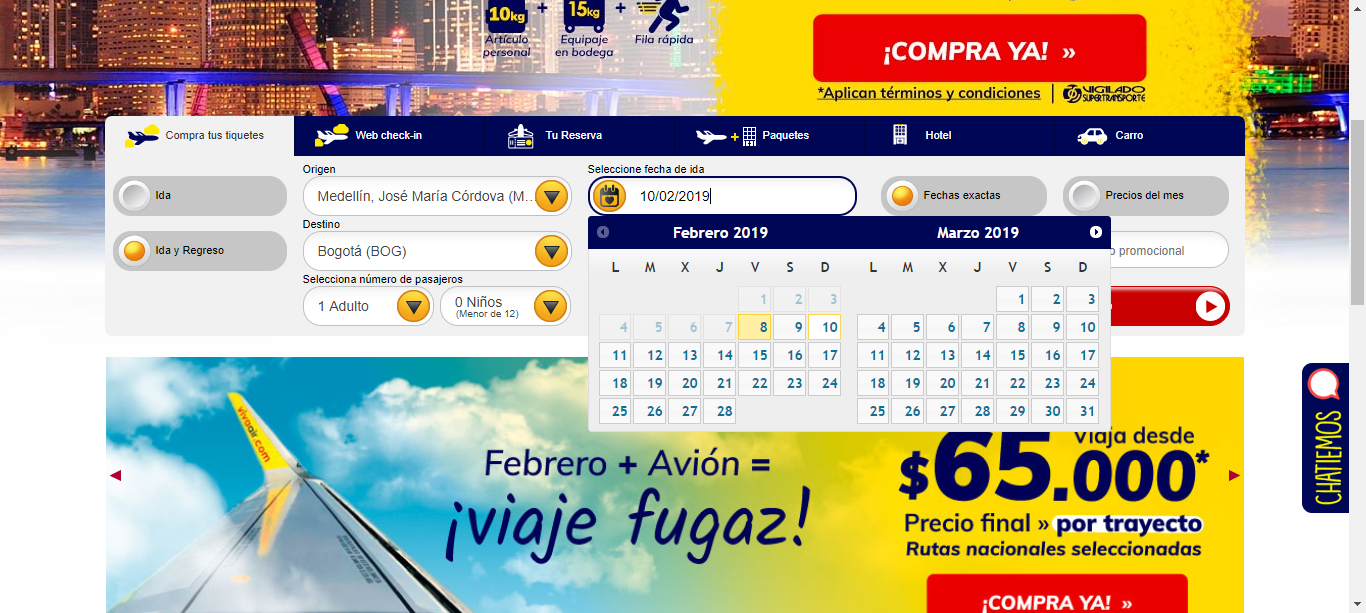 10kg + 15kg +
Artículo personal
Equipaje en bodega
Fila rápida
¡COMPRA YA! »
*Aplican términos y condiciones | VIGILADO SUPERTRANSPORTE
Compra tus tiquetes
Web check-in
Tu Reserva
+ Paquetes
Hotel
Carro
Ida
Ida y Regreso
Origen
Medellín, José María Córdova (M...
Destino
Bogotá (BOG)
Selecciona número de pasajeros
1 Adulto
0 Niños
(Menor de 12)
Seleccione fecha de ida
10/02/2019
Fechas exactas
Precios del mes
promocional
Febrero 2019
L M X J V S D
1 2 3
4 5 6 7 8 9 10
11 12 13 14 15 16 17
18 19 20 21 22 23 24
25 26 27 28
Marzo 2019
L M X J V S D
1 2 3
4 5 6 7 8 9 10
11 12 13 14 15 16 17
18 19 20 21 22 23 24
25 26 27 28 29 30 31
vivaair.com
Febrero + Avión =
¡viaje fugaz!
Viaja desde
$65.000*
Precio final » por trayecto
Rutas nacionales seleccionadas
¡COMPRA YA! »
CHATIEMOS